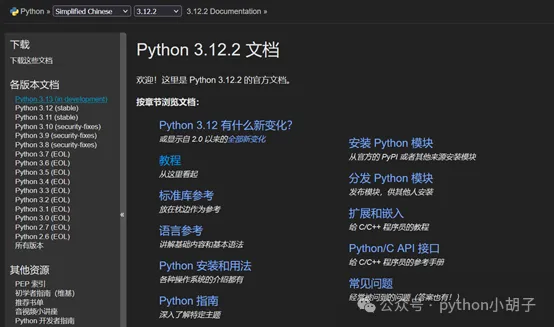 Python » Simplified Chinese 3.12.2 3.12.2 Documentation »
下载
下载这些文档
各版本文档
Python 3.13 (in development)
Python 3.12 (stable)
Python 3.11 (stable)
Python 3.10 (security-fixes)
Python 3.9 (security-fixes)
Python 3.8 (security-fixes)
Python 3.7 (EOL)
Python 3.6 (EOL)
Python 3.5 (EOL)
Python 3.4 (EOL)
Python 3.3 (EOL)
Python 3.2 (EOL)
Python 3.1 (EOL)
Python 3.0 (EOL)
Python 2.7 (EOL)
Python 2.6 (EOL)
所有版本
其他资源
PEP 索引
初学者指南（维基）
推荐书单
音视频小讲座
Python 开发者指南
«
Python 3.12.2 文档
欢迎！这里是 Python 3.12.2 的官方文档。
按章节浏览文档：
Python 3.12 有什么新变化？
或显示自 2.0 以来的全部新变化
教程
从这里看起
标准库参考
放在枕边作为参考
语言参考
讲解基础内容和基本语法
Python 安装和用法
各种操作系统的介绍都有
Python 指南
深入了解特定主题
安装 Python 模块
从官方的 PyPI 或者其他来源安装模块
分发 Python 模块
发布模块，供其他人安装
扩展和嵌入
给 C/C++ 程序员的教程
Python/C API 接口
给 C/C++ 程序员的参考手册
常见问题
经常被问到的问题（答案也有！）
公众号 · python小胡子